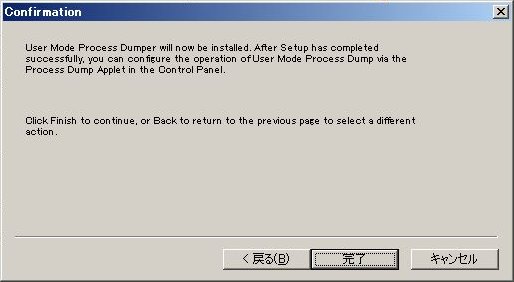 Confirmation
User Mode Process Dumper will now be installed. After Setup has completed
successfully, you can configure the operation of User Mode Process Dump via the
Process Dump Applet in the Control Panel.
Click Finish to continue, or Back to return to the previous page to select a different
action.
< 戻る(B)
完了
キャンセル